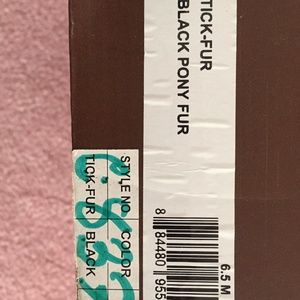 TICK-FUR
BLACK PONY FUR
6.5 M
8 84480 955
STYLE NO. COLOR
TICK-FUR BLACK